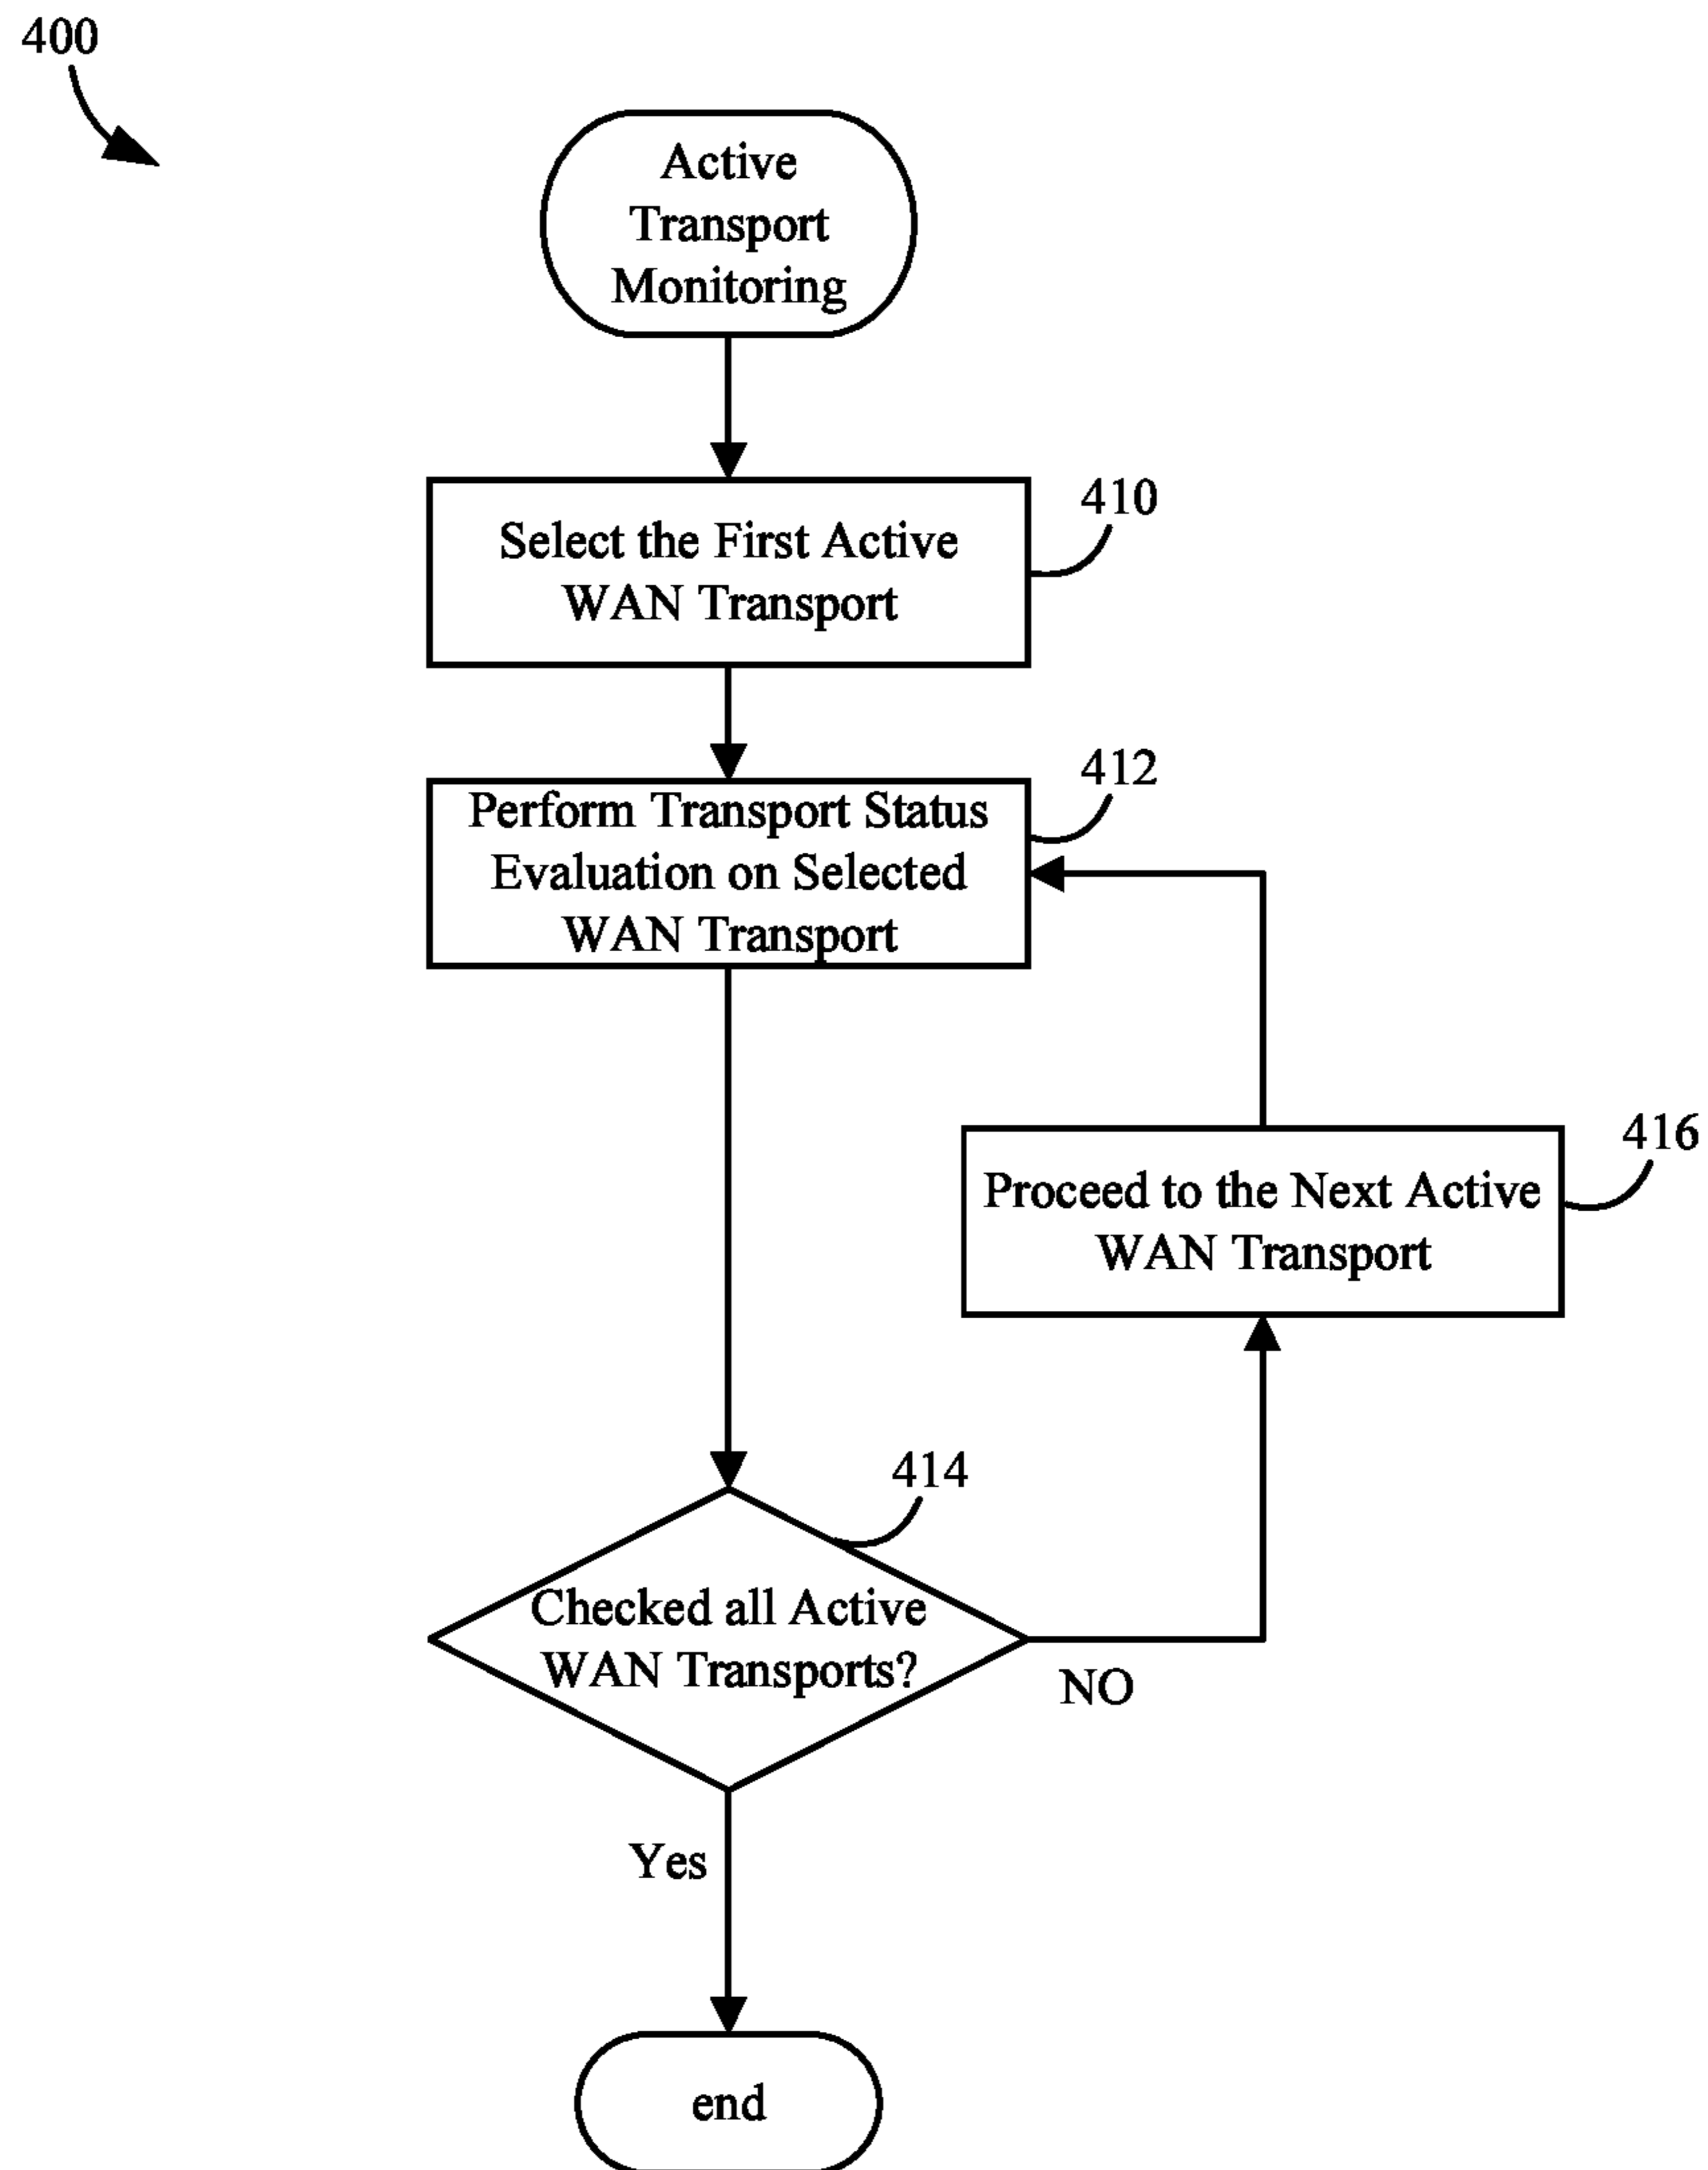 400
Active
Transport
Monitoring
410
Select the First Active
WAN Transport
412
Perform Transport Status
Evaluation on Selected
WAN Transport
416
Proceed to the Next Active
WAN Transport
414
Checked all Active
WAN Transports?
NO
Yes
end